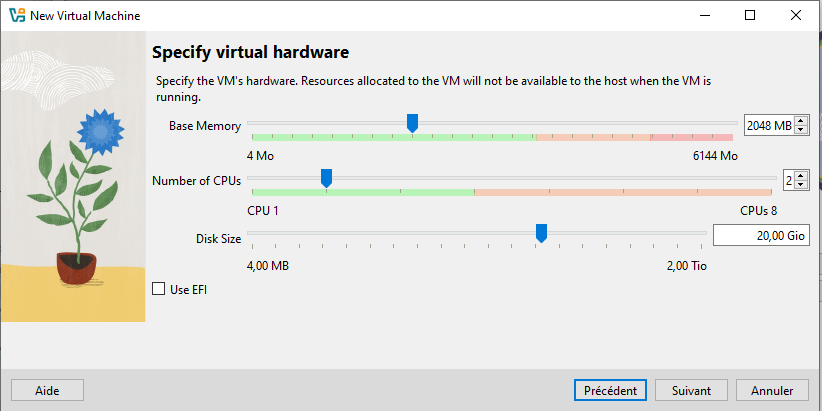 New Virtual Machine
Specify virtual hardware
Specify the VM's hardware. Resources allocated to the VM will not be available to the host when the VM is
running.
Base Memory
2048 MB
4 Mo
6144 Mo
Number of CPUs
2
CPU 1
CPUs 8
Disk Size
20,00 Gio
4,00 MB
2,00 Tio
Use EFI
Aide
Précédent
Suivant
Annuler